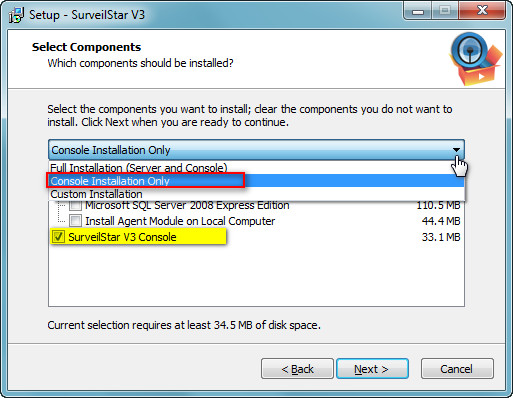 Setup - SurveilStar V3
Select Components
Which components should be installed?
Select the components you want to install; clear the components you do not want to
install. Click Next when you are ready to continue.
Console Installation Only
Full Installation (Server and Console)
Console Installation Only
Custom Installation
Microsoft SQL Server 2008 Express Edition 110.5 MB
Install Agent Module on Local Computer 44.4 MB
SurveilStar V3 Console 33.1 MB
Current selection requires at least 34.5 MB of disk space.
< Back Next > Cancel